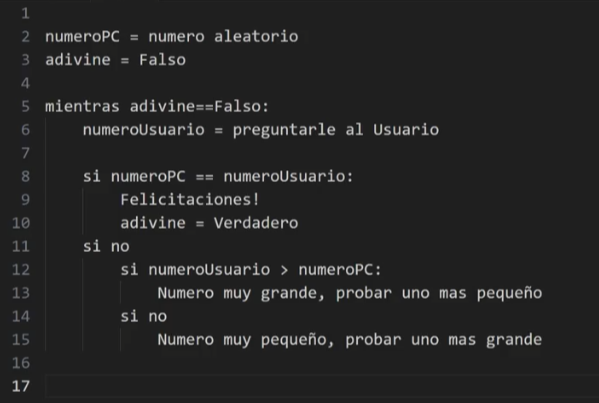 1
2 numeroPC = numero aleatorio
3 adivine = Falso
4
5 mientras adivine==Falso:
6     numeroUsuario = preguntarle al Usuario
7
8     si numeroPC == numeroUsuario:
9         Felicitaciones!
10         adivine = Verdadero
11     si no
12         si numeroUsuario > numeroPC:
13             Numero muy grande, probar uno mas pequeño
14         si no
15             Numero muy pequeño, probar uno mas grande
16
17